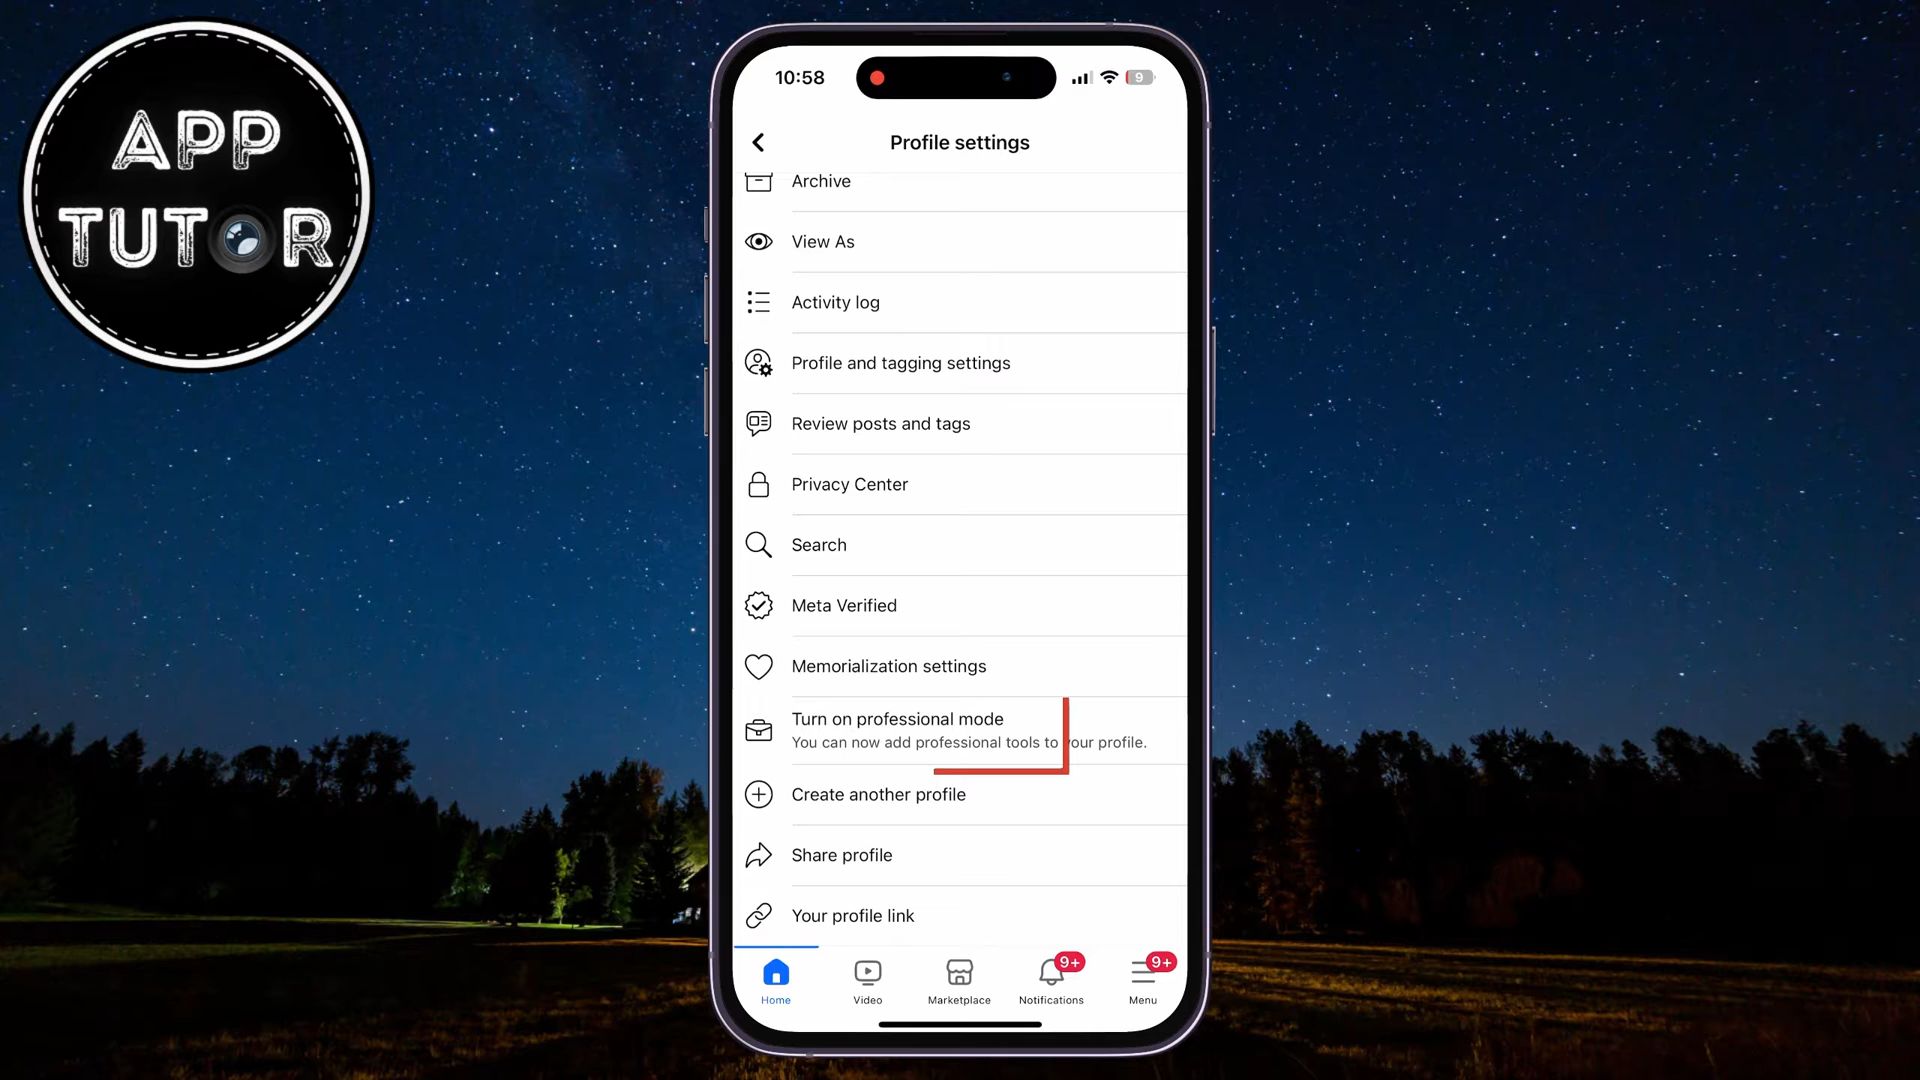 APP
TUTOR
10:58
9
Profile settings
Archive
View As
Activity log
Profile and tagging settings
Review posts and tags
Privacy Center
Search
Meta Verified
Memorialization settings
Turn on professional mode
You can now add professional tools to your profile.
Create another profile
Share profile
Your profile link
9+
9+
Home
Video
Marketplace
Notifications
Menu